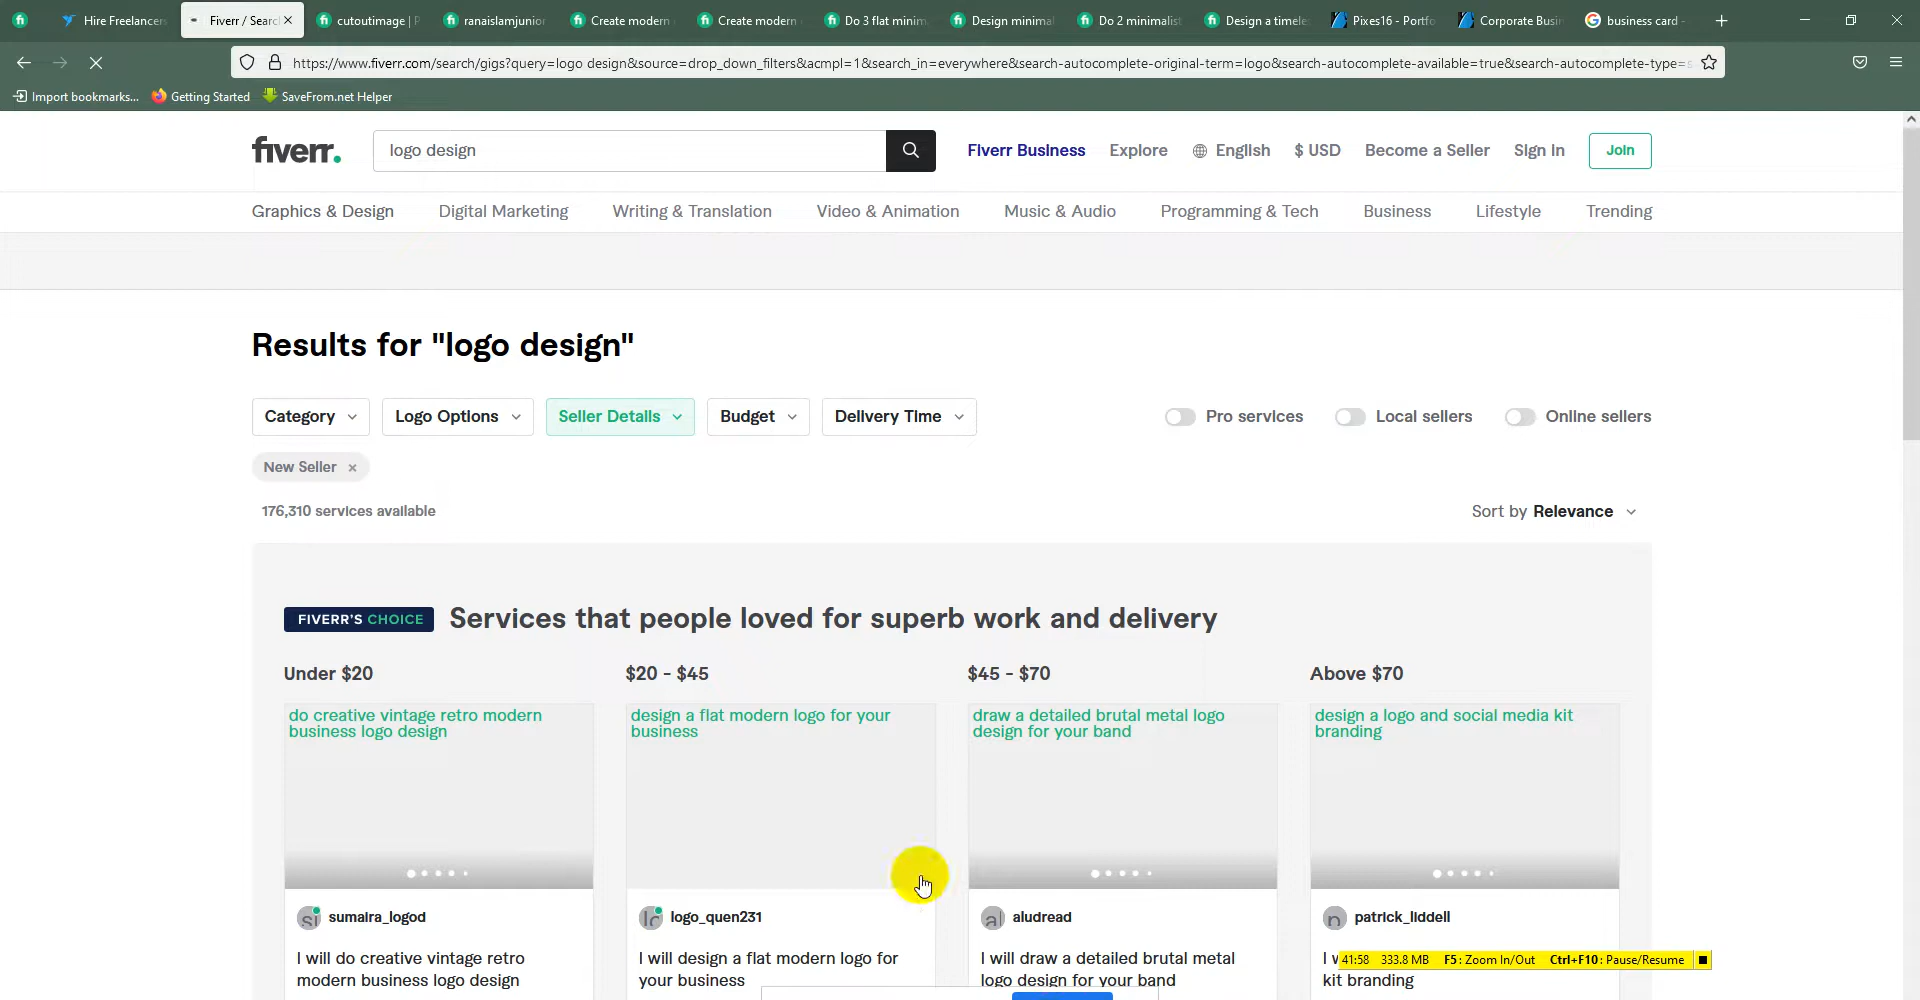 Hire Freelancers
Fiverr / Searc
cutoutimage | P
ranaislamjunior
Create modern
Create modern
Do 3 flat minim
Design minimal
Do 2 minimalist
Design a timele
Pixes16 - Portfo
Corporate Busin
business card -
https://www.fiverr.com/search/gigs?query=logo design&source=drop_down_filters&acmpl=1&search_in=everywhere&search-autocomplete-original-term=logo&search-autocomplete-available=true&search-autocomplete-type=s
Import bookmarks...
Getting Started
SaveFrom.net Helper
fiverr.
logo design
Fiverr Business
Explore
English
$ USD
Become a Seller
Sign in
Join
Graphics & Design
Digital Marketing
Writing & Translation
Video & Animation
Music & Audio
Programming & Tech
Business
Lifestyle
Trending
Results for "logo design"
Category
Logo Options
Seller Details
Budget
Delivery Time
Pro services
Local sellers
Online sellers
New Seller
176,310 services available
Sort by Relevance
FIVERR'S CHOICE
Services that people loved for superb work and delivery
Under $20
$20 - $45
$45 - $70
Above $70
do creative vintage retro modern
business logo design
design a flat modern logo for your
business
draw a detailed brutal metal logo
design for your band
design a logo and social media kit
branding
sumaira_logod
logo_quen231
aludread
patrick_liddell
I will do creative vintage retro
modern business logo design
I will design a flat modern logo for
your business
I will draw a detailed brutal metal
logo design for your band
kit branding
41:58 333.8 MB F5: Zoom In/Out Ctrl+F10: Pause/Resume